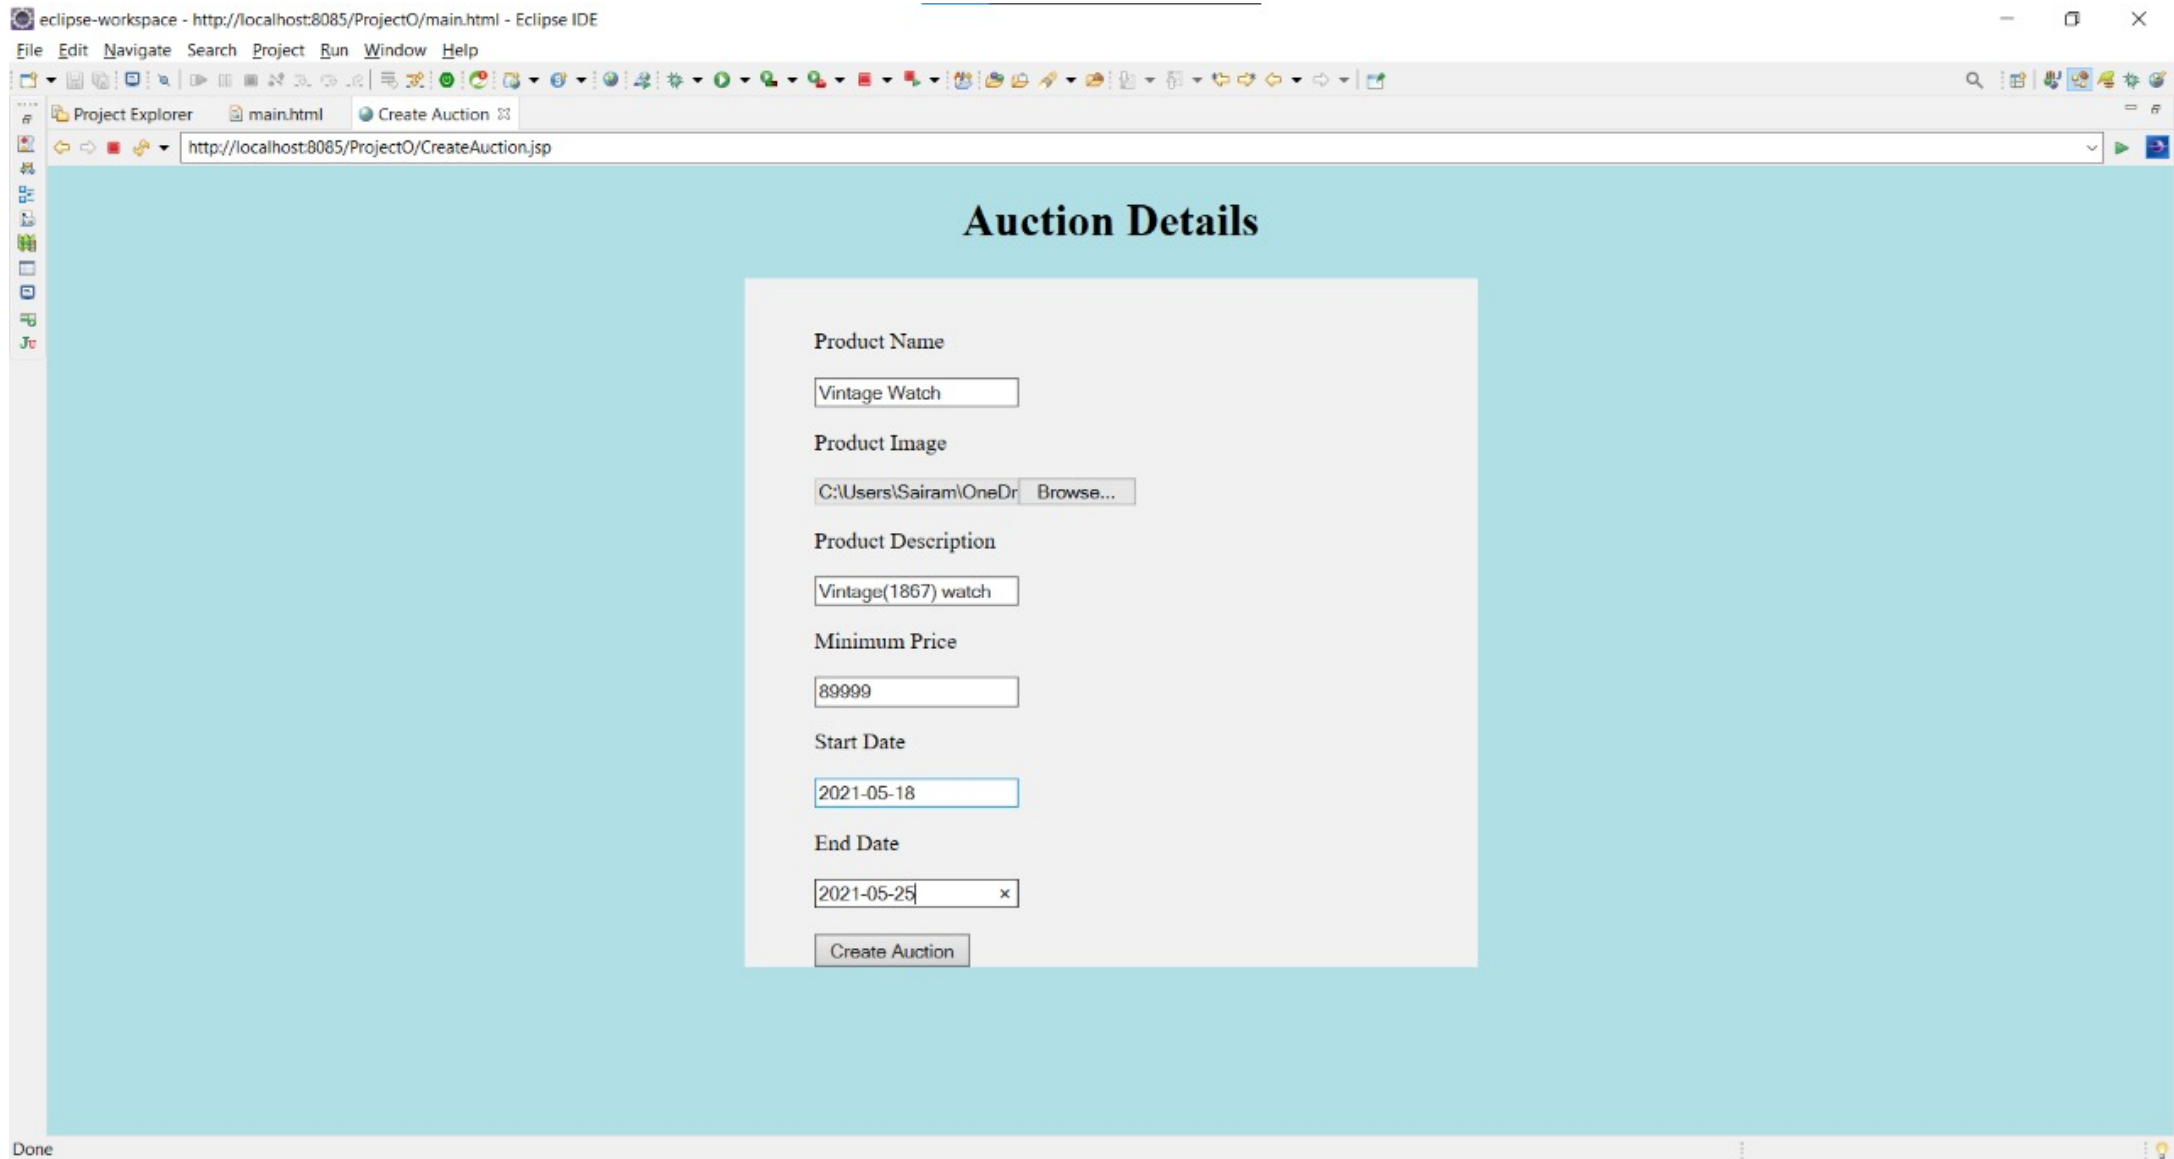 eclipse-workspace - http://localhost:8085/ProjectO/main.html - Eclipse IDE
File Edit Navigate Search Project Run Window Help
Project Explorer main.html Create Auction
http://localhost:8085/ProjectO/CreateAuction.jsp
Ju
Auction Details
Product Name
Vintage Watch
Product Image
C:\Users\Sairam\OneDr Browse...
Product Description
Vintage(1867) watch
Minimum Price
89999
Start Date
2021-05-18
End Date
2021-05-25
Create Auction
Done